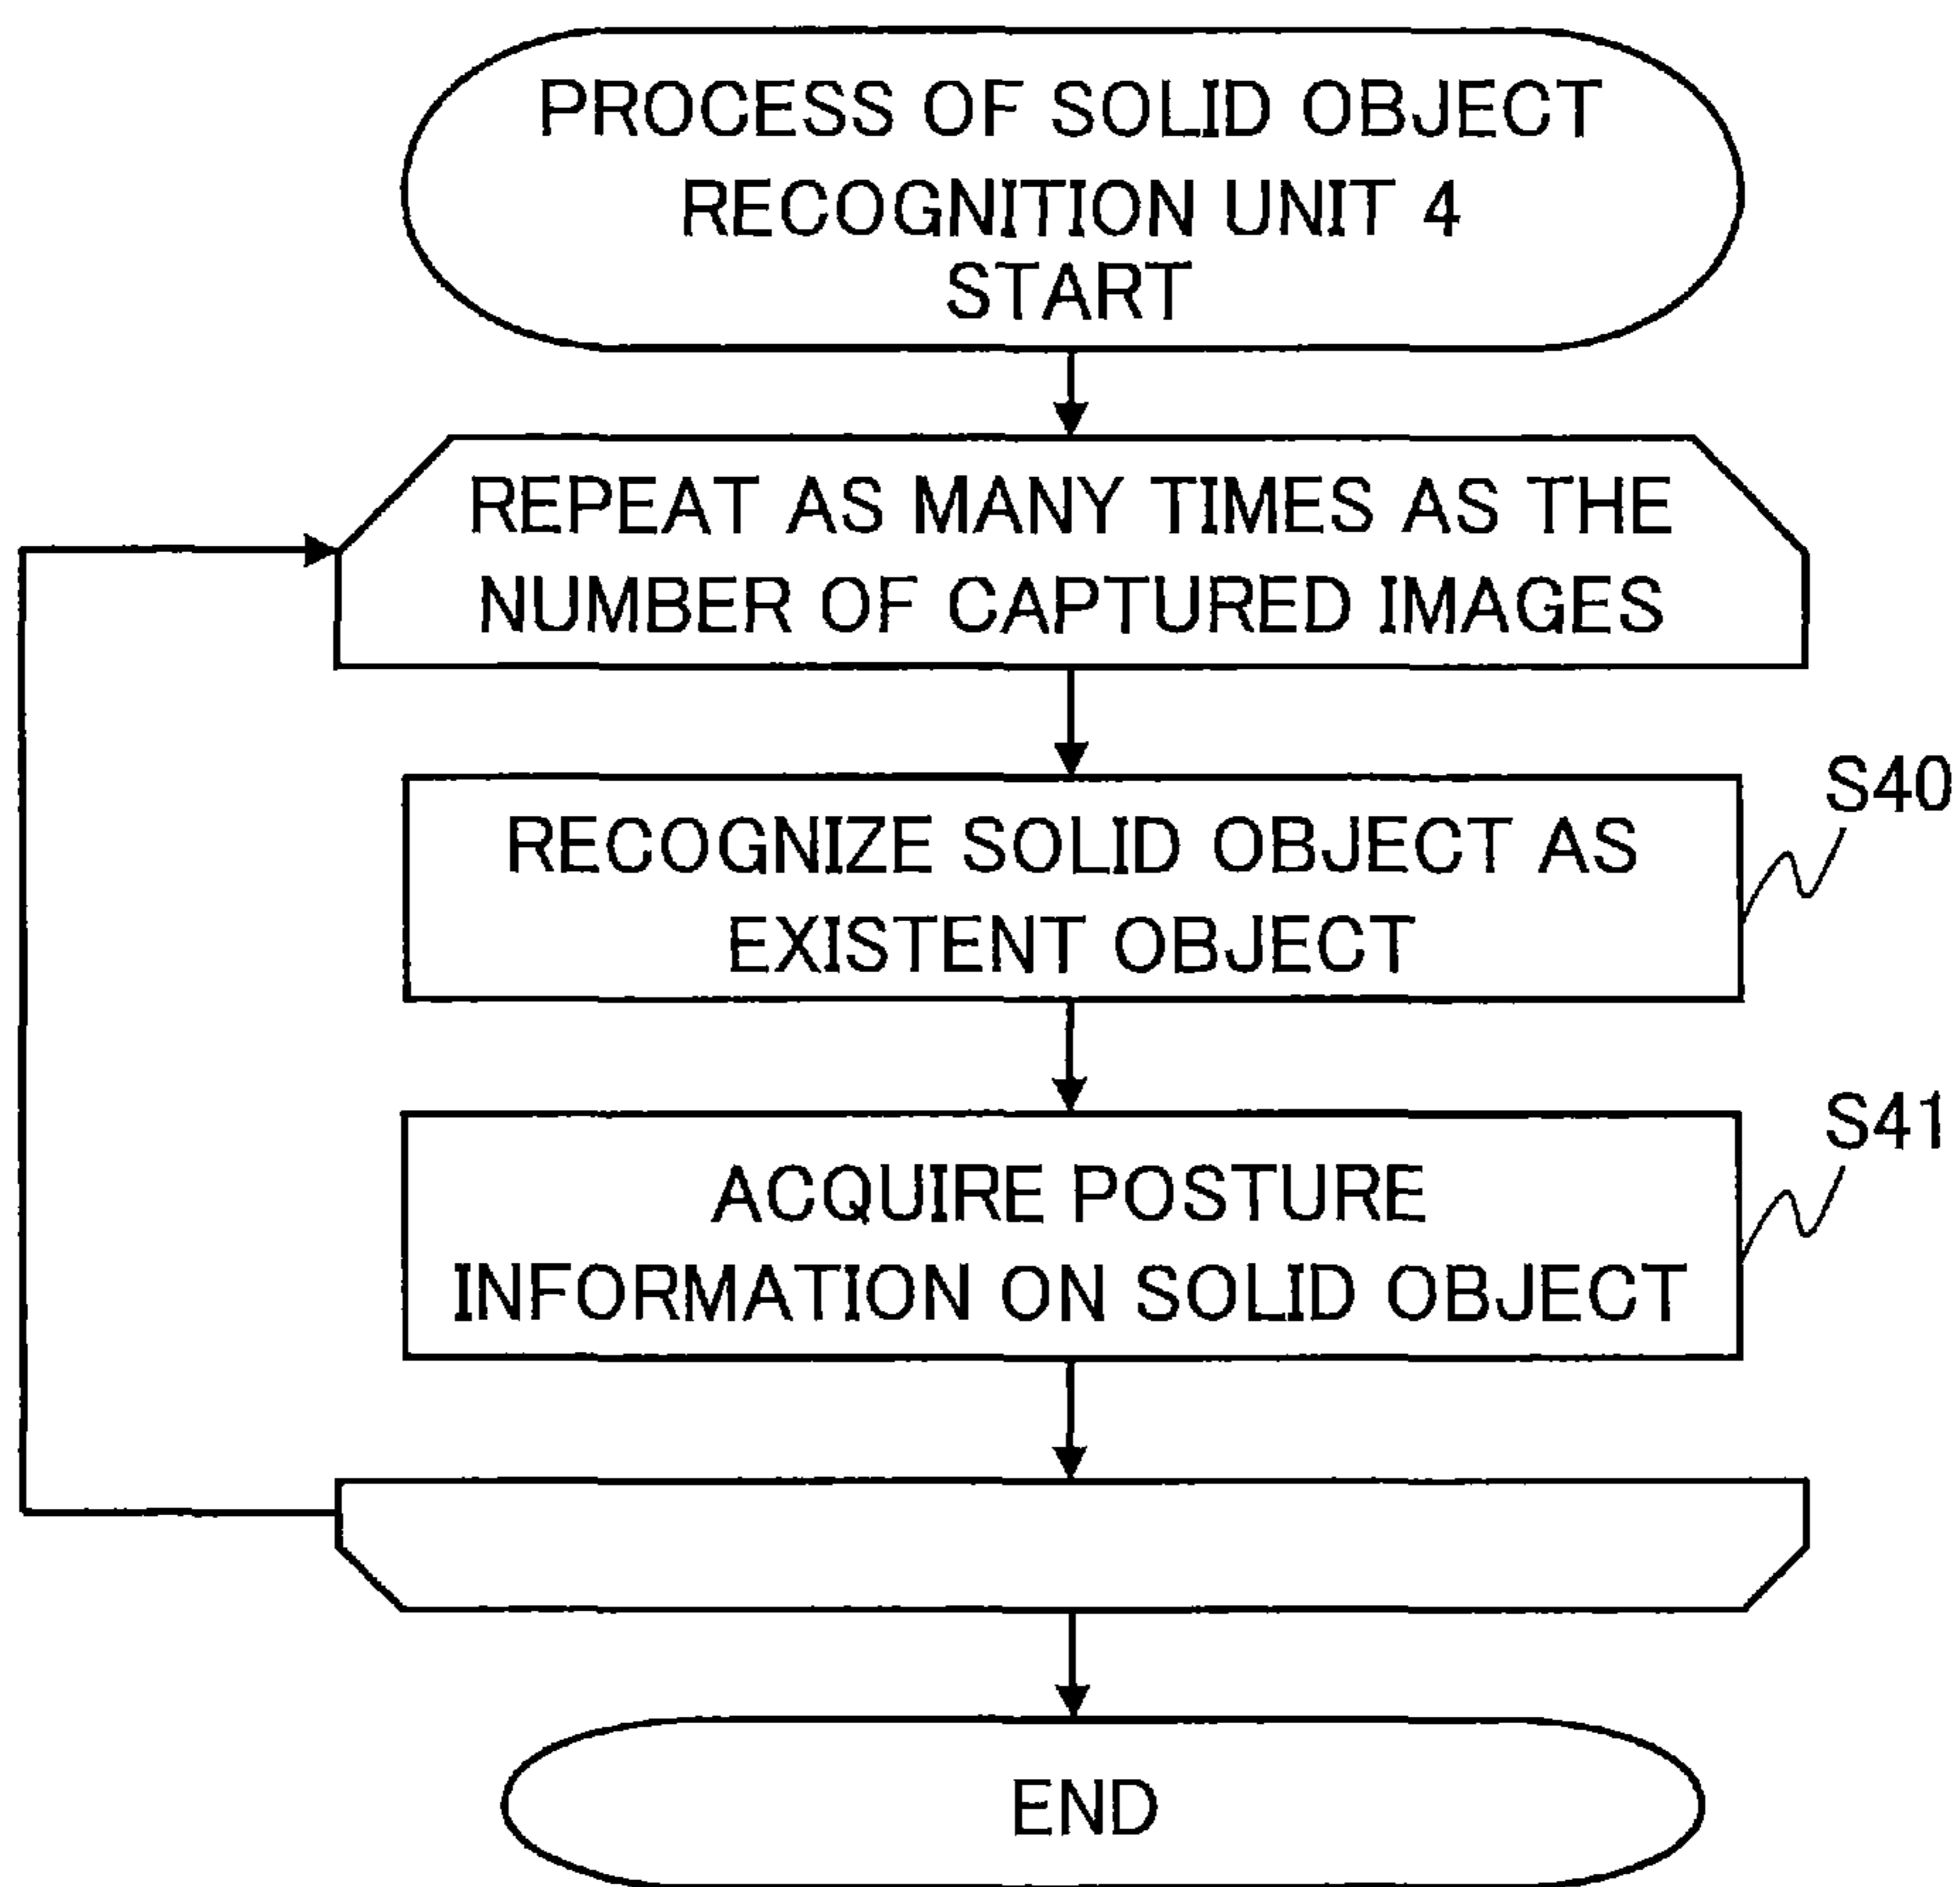 PROCESS OF SOLID OBJECT
RECOGNITION UNIT 4
START
REPEAT AS MANY TIMES AS THE
NUMBER OF CAPTURED IMAGES
S40
RECOGNIZE SOLID OBJECT AS
EXISTENT OBJECT
S41
ACQUIRE POSTURE
INFORMATION ON SOLID OBJECT
END